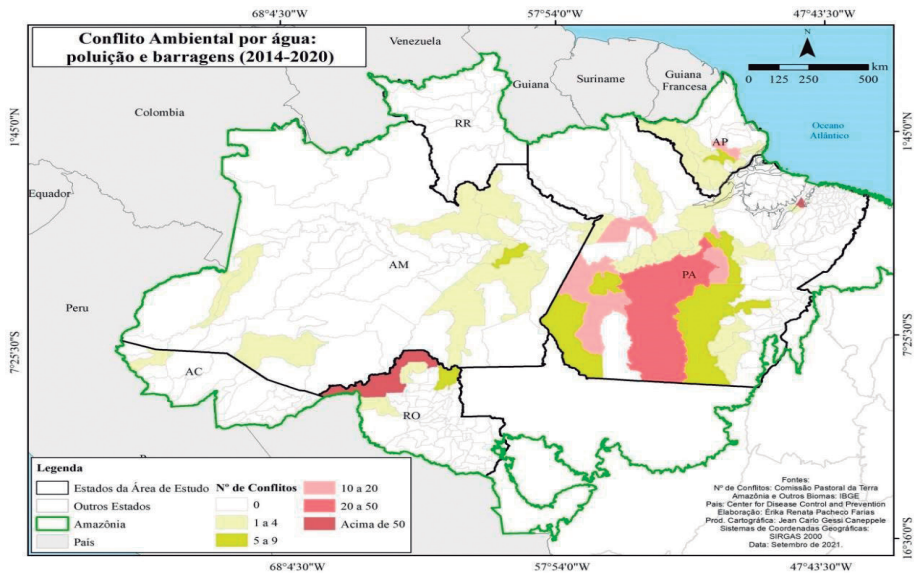 68°4'30"W
57°54'0"W
47°43'30"W
Conflito Ambiental por água:
poluição e barragens (2014-2020)
N
0 125 250 500
km
Venezuela
Guiana
Suriname
Guiana
Francesa
Colombia
Equador
Peru
Oceano
Atlântico
RR
AP
AM
PA
AC
RO
1°45'0"N
7°25'30"S
1°45'0"N
7°25'30"S
16°36'0"S
Legenda
Estados da Área de Estudo
Outros Estados
Amazônia
País
Nº de Conflitos
0
1 a 4
5 a 9
10 a 20
20 a 50
Acima de 50
Fontes:
Nº de Conflitos: Comissão Pastoral da Terra
Amazônia e Outros Biomas: IBGE
País: Center for Disease Control and Prevention
Elaboração: Érika Renata Pacheco Farias
Prod. Cartográfica: Jean Carlo Gessi Caneppele
Sistemas de Coordenadas Geográficas:
SIRGAS 2000
Data: Setembro de 2021.
68°4'30"W
57°54'0"W
47°43'30"W